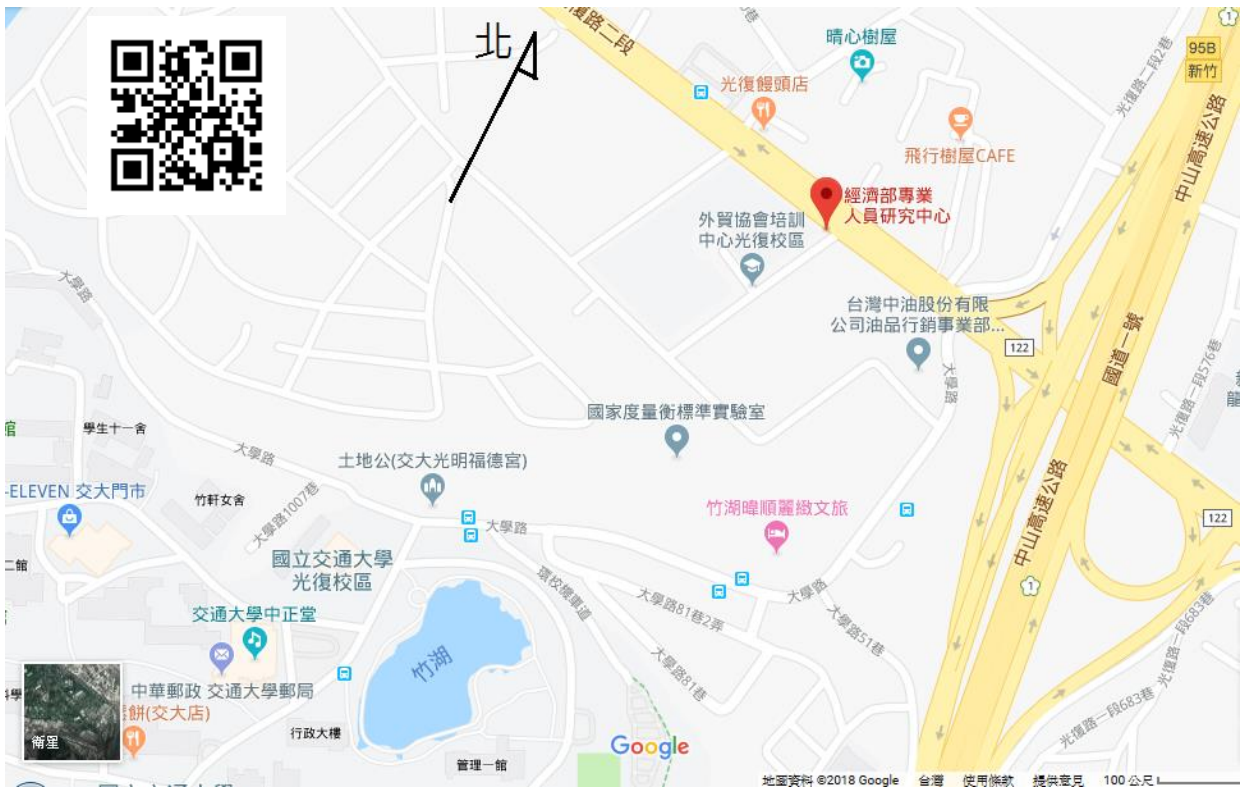 北
復路二段
晴心樹屋
1
95B
新竹
光復路二段2巷
光復饅頭店
飛行樹屋CAFE
中山高速公路
經濟部專業
人員研究中心
外貿協會培訓
中心光復校區
大學路
台灣中油股份有限
公司油品行銷事業部...
122
國道一號
大學路
光復路一段576巷
龍
國家度量衡標準實驗室
館
學生十一舍
大學路
土地公(交大光明福德宮)
-ELEVEN 交大門市
竹軒女舍
大學路1007巷
大學路
竹湖暐順麗緻文旅
中山高速公路
122
二館
國立交通大學
光復校區
環校機車道
大學路81巷2弄
大學路
大學路51巷
1
交通大學中正堂
竹湖
大學路81巷
光復路一段683巷
中華郵政 交通大學郵局
餅(交大店)
光復路一段683巷
衛星
行政大樓
Google
管理一館
地圖資料 ©2018 Google 台灣 使用條款 提供意見 100 公尺